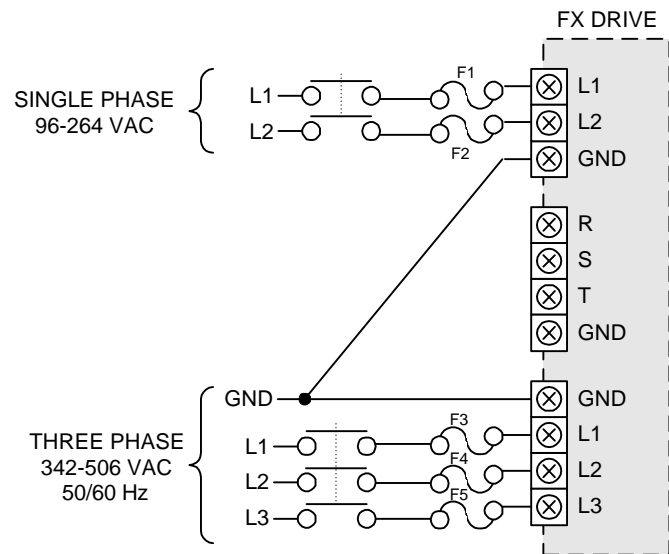 FX DRIVE
SINGLE PHASE
96-264 VAC
L1
F1
L1
L2
F2
L2
GND
R
S
T
GND
GND
GND
THREE PHASE
342-506 VAC
50/60 Hz
L1
F3
L1
L2
F4
L2
L3
F5
L3